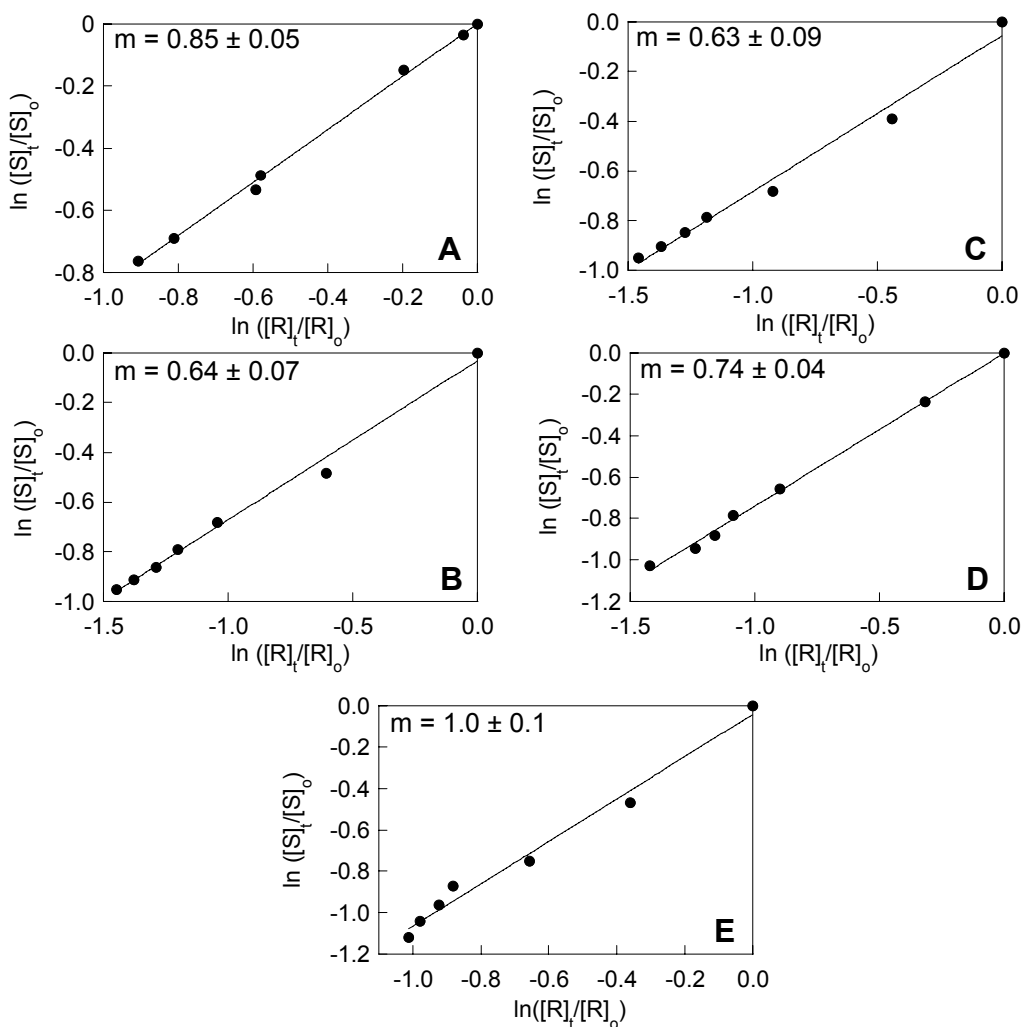 m = 0.85 ± 0.05
0
-0.2
-0.4
-0.6
0.8
ln ([S]t/[S]o)
-1.0 -0.8 -0.6 -0.4 -0.2 0.0
ln ([R]t/[R]o)
A
m = 0.63 ± 0.09
0.0
-0.2
-0.4
-0.6
-0.8
-1.0
ln ([S]t/[S]o)
-1.5 -1.0 -0.5 0.0
ln ([R]t/[R]o)
C
m = 0.64 ± 0.07
0.0
-0.2
-0.4
-0.6
-0.8
-1.0
ln ([S]t/[S]o)
-1.5 -1.0 -0.5 0.0
ln ([R]t/[R]o)
B
m = 0.74 ± 0.04
0.0
-0.2
-0.4
-0.6
-0.8
-1.0
-1.2
ln ([S]t/[S]o)
-1.5 -1.0 -0.5 0.0
ln ([R]t/[R]o)
D
m = 1.0 ± 0.1
0.0
-0.2
-0.4
-0.6
-0.8
-1.0
-1.2
ln ([S]t/[S]o)
-1.0 -0.8 -0.6 -0.4 -0.2 0.0
ln([R]t/[R]o)
E